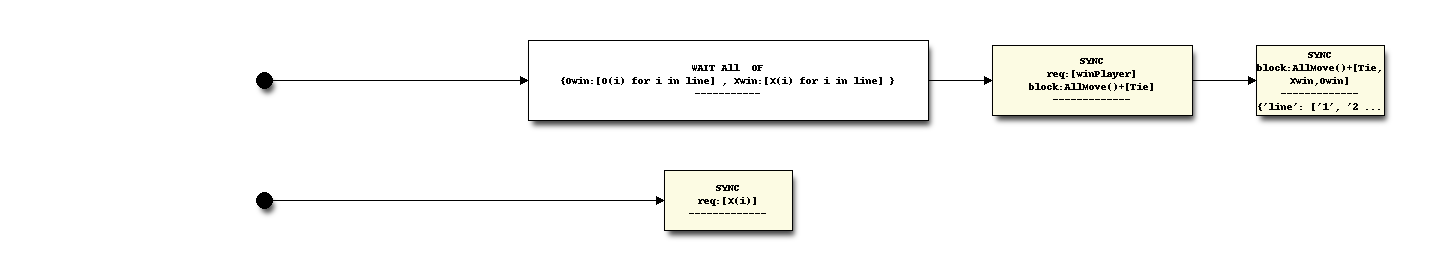 WAIT All OF
{Owin:[O(i) for i in line] , Xwin:[X(i) for i in line] }
-----------
SYNC
req:[winPlayer]
block:AllMove()+[Tie]
-------------
SYNC
block:AllMove()+[Tie,
Xwin,Owin]
-------------
{'line': ['1', '2 ...
SYNC
req:[X(i)]
-------------